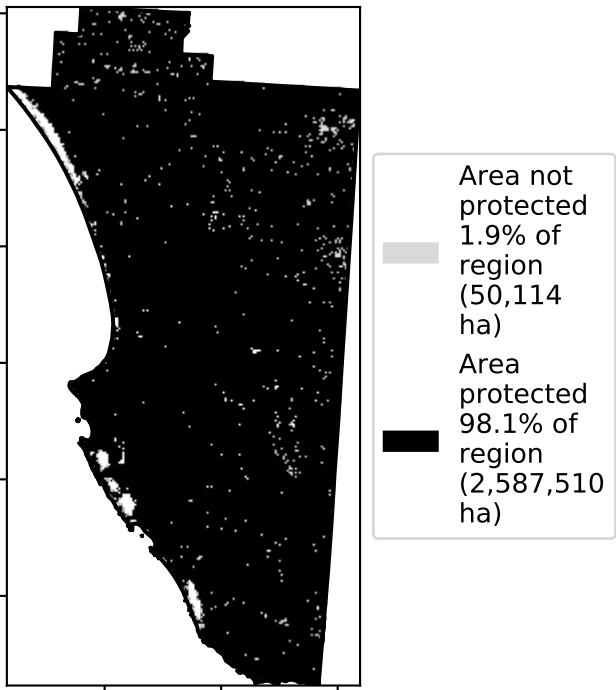 Area not
protected
1.9% of
region
(50,114
ha)
Area
protected
98.1% of
region
(2,587,510
ha)